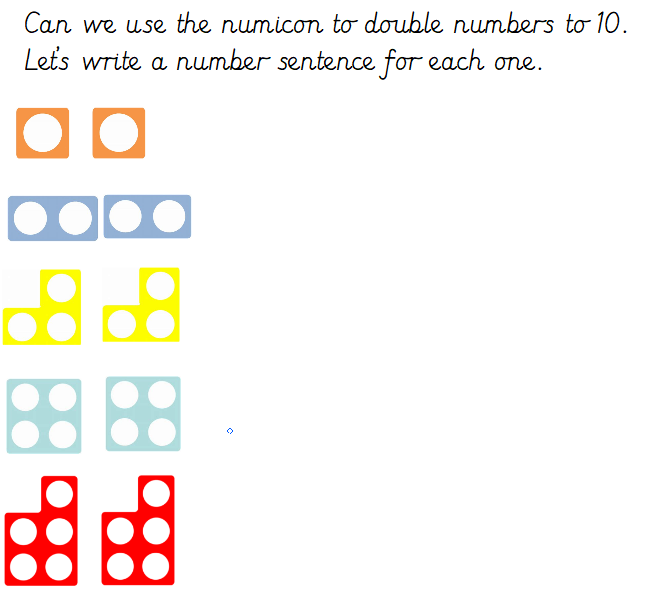 Can we use the numicon to double numbers to 10.
Let's write a number sentence for each one.